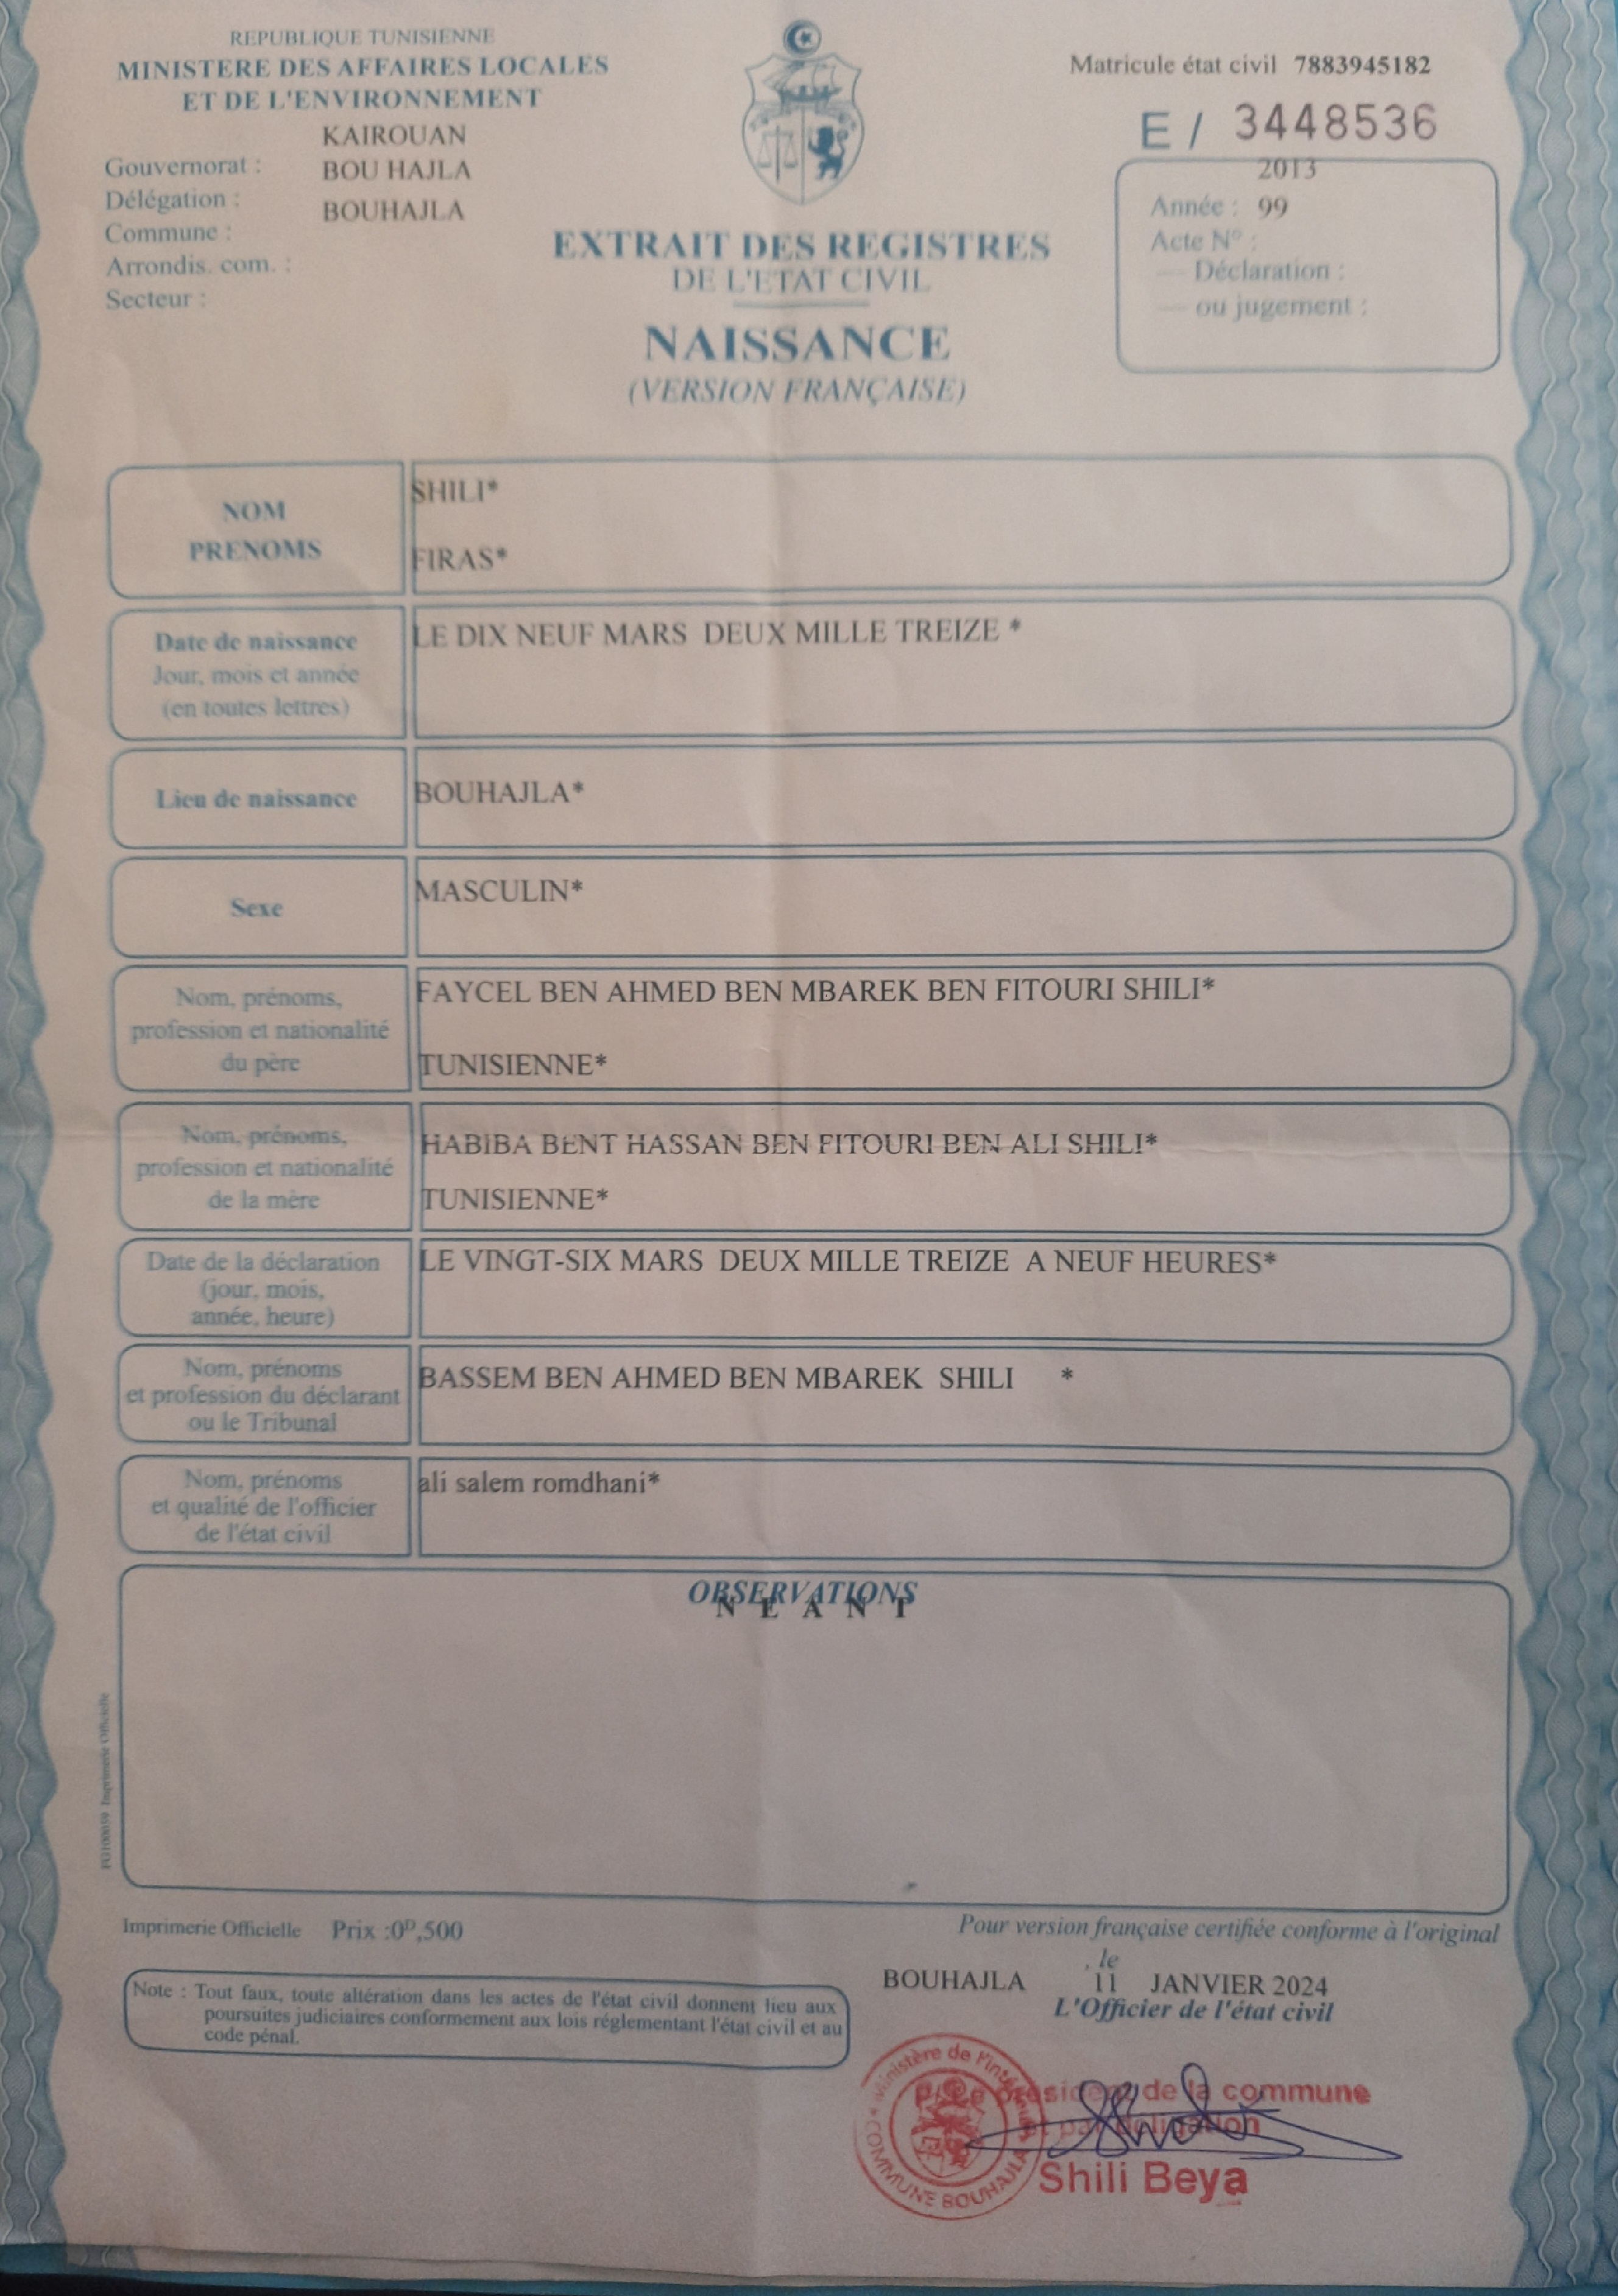 REPUBLIQUE TUNISIENNE
MINISTERE DES AFFAIRES LOCALES
ET DE L'ENVIRONNEMENT
KAIROUAN
Gouvernorat :
BOU HAJLA
Délégation :
BOUHAJLA
Commune :
Arrondis. com. :
Secteur :
Matricule état civil 7883945182
E / 3448536
2013
Année : 99
Acte N° :
— Déclaration :
— ou jugement :
EXTRAIT DES REGISTRES
DE L'ETAT CIVIL
NAISSANCE
(VERSION FRANÇAISE)
NOM
PRENOMS
SHILI*
FIRAS*
Date de naissance
Jour, mois et année
(en toutes lettres)
LE DIX NEUF MARS DEUX MILLE TREIZE *
Lieu de naissance
BOUHAJLA*
Sexe
MASCULIN*
Nom, prénoms,
profession et nationalité
du père
FAYCEL BEN AHMED BEN MBAREK BEN FITOURI SHILI*
TUNISIENNE*
Nom, prénoms,
profession et nationalité
de la mère
HABIBA BENT HASSAN BEN FITOURI BEN ALI SHILI*
TUNISIENNE*
Date de la déclaration
(jour, mois,
année, heure)
LE VINGT-SIX MARS DEUX MILLE TREIZE A NEUF HEURES*
Nom, prénoms
et profession du déclarant
ou le Tribunal
BASSEM BEN AHMED BEN MBAREK SHILI *
Nom, prénoms
et qualité de l'officier
de l'état civil
ali salem romdhani*
OBSERVATIONS
N E A N T
Imprimerie Officielle
Imprimerie Officielle Prix :0ᴰ,500
Pour version française certifiée conforme à l'original
, le
BOUHAJLA 11 JANVIER 2024
L'Officier de l'état civil
Note : Tout faux, toute altération dans les actes de l'état civil donnent lieu aux
poursuites judiciaires conformement aux lois réglementant l'état civil et au
code pénal.
Ministère de l'intérieur
COMMUNE BOUHAJLA
président de la commune
et par
Shili Beya